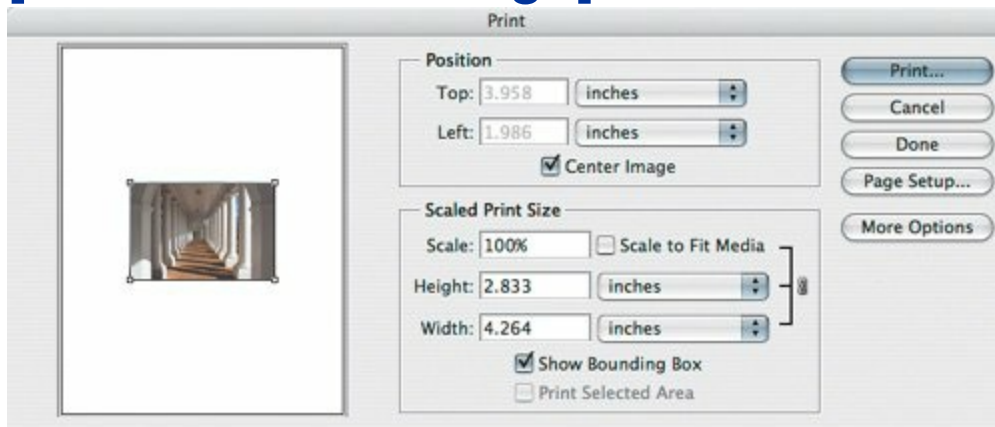 Print
Position
Top: 3.958 inches
Left: 1.986 inches
Center Image
Scaled Print Size
Scale: 100% Scale to Fit Media
Height: 2.833 inches
Width: 4.264 inches
Show Bounding Box
Print Selected Area
Print...
Cancel
Done
Page Setup...
More Options